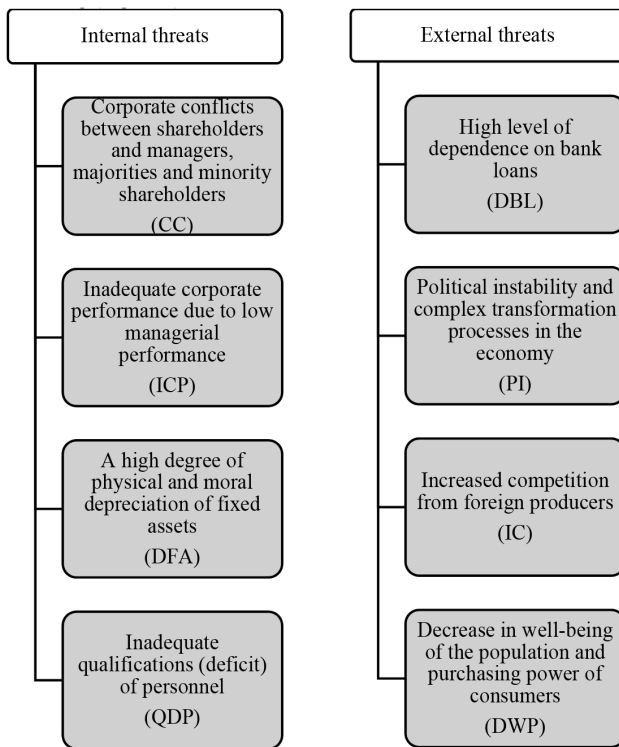 Internal threats
Corporate conflicts
between shareholders
and managers,
majorities and minority
shareholders
(CC)
Inadequate corporate
performance due to low
managerial
performance
(ICP)
A high degree of
physical and moral
depreciation of fixed
assets
(DFA)
Inadequate
qualifications (deficit)
of personnel
(QDP)
External threats
High level of
dependence on bank
loans
(DBL)
Political instability and
complex transformation
processes in the
economy
(PI)
Increased competition
from foreign producers
(IC)
Decrease in well-being
of the population and
purchasing power of
consumers
(DWP)